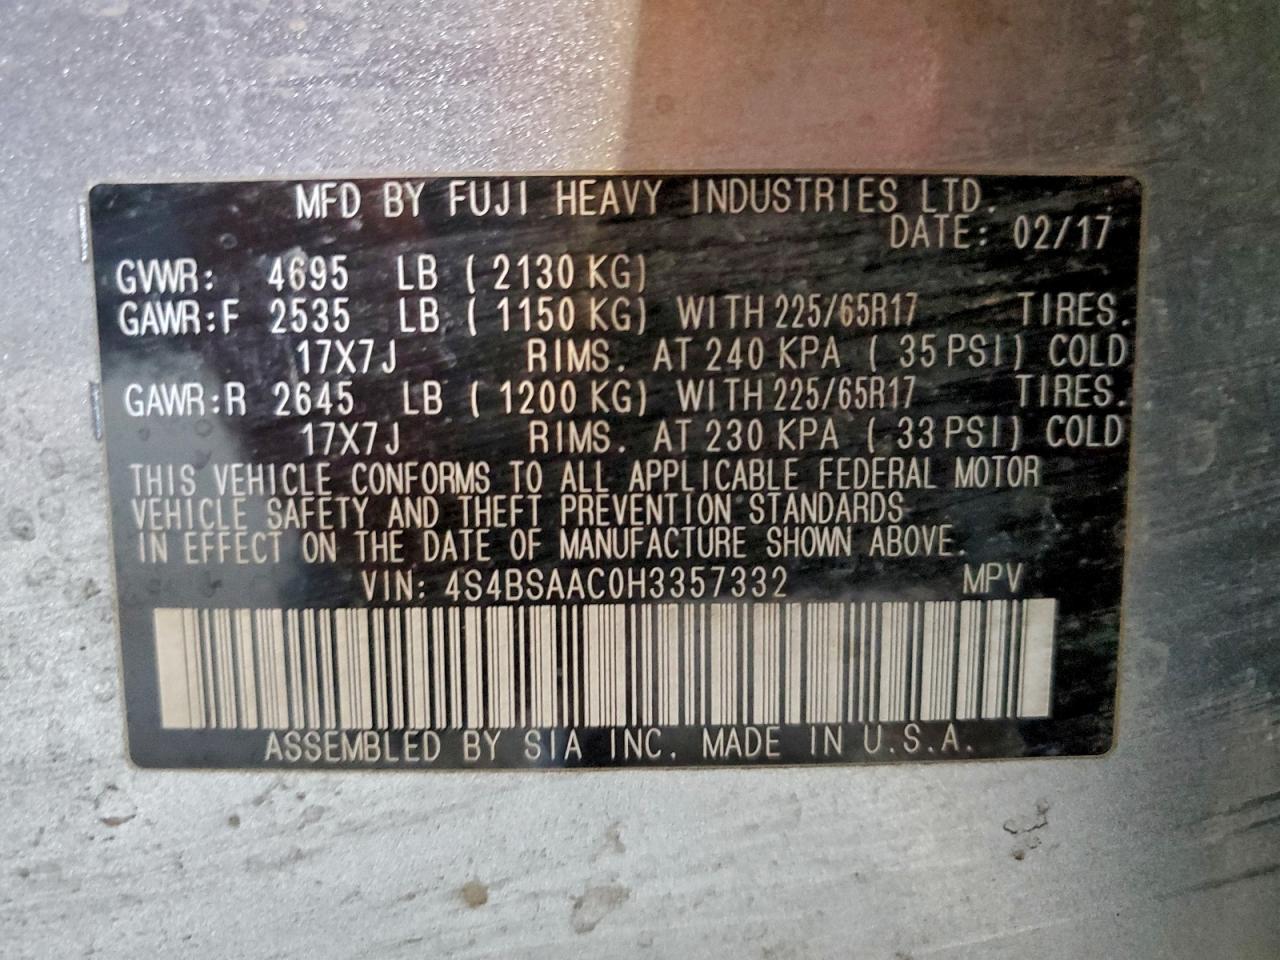 MFD BY FUJI HEAVY INDUSTRIES LTD.
DATE: 02/17
GVWR: 4695 LB ( 2130 KG)
GAWR:F 2535 LB ( 1150 KG) WITH 225/65R17 TIRES.
17X7J RIMS. AT 240 KPA ( 35 PSI) COLD
GAWR:R 2645 LB ( 1200 KG) WITH 225/65R17 TIRES.
17X7J RIMS. AT 230 KPA ( 33 PSI) COLD
THIS VEHICLE CONFORMS TO ALL APPLICABLE FEDERAL MOTOR
VEHICLE SAFETY AND THEFT PREVENTION STANDARDS
IN EFFECT ON THE DATE OF MANUFACTURE SHOWN ABOVE.
VIN: 4S4BSAAC0H3357332 MPV
ASSEMBLED BY SIA INC. MADE IN U.S.A.